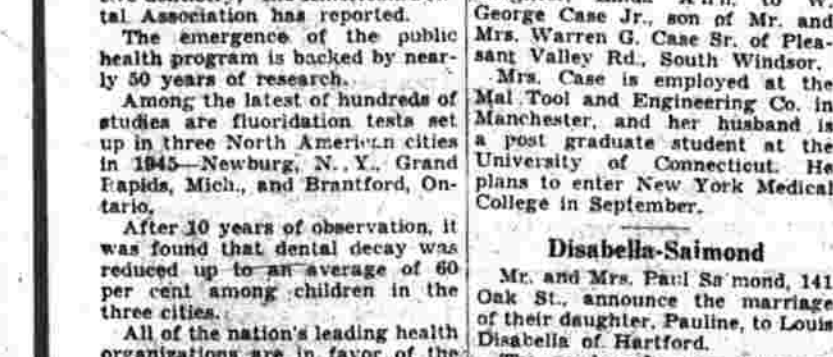 tal Association has reported.
The emergence of the public
health program is backed by near-
ly 50 years of research.
Among the latest of hundreds of
studies are fluoridation tests set
up in three North American cities
in 1945—Newburg, N. Y., Grand
Rapids, Mich., and Brantford, On-
tario.
After 10 years of observation, it
was found that dental decay was
reduced up to an average of 60
per cent among children in the
three cities.
All of the nation's leading health
organizations are in favor of the
George Case Jr., son of Mr. and
Mrs. Warren G. Case Sr. of Plea-
sant Valley Rd., South Windsor.
Mrs. Case is employed at the
Mal Tool and Engineering Co. in
Manchester, and her husband is
a post graduate student at the
University of Connecticut. He
plans to enter New York Medical
College in September.
Disabella-Saimond
Mr. and Mrs. Paul Saimond, 141
Oak St., announce the marriage
of their daughter, Pauline, to Louis
Disabella of Hartford.